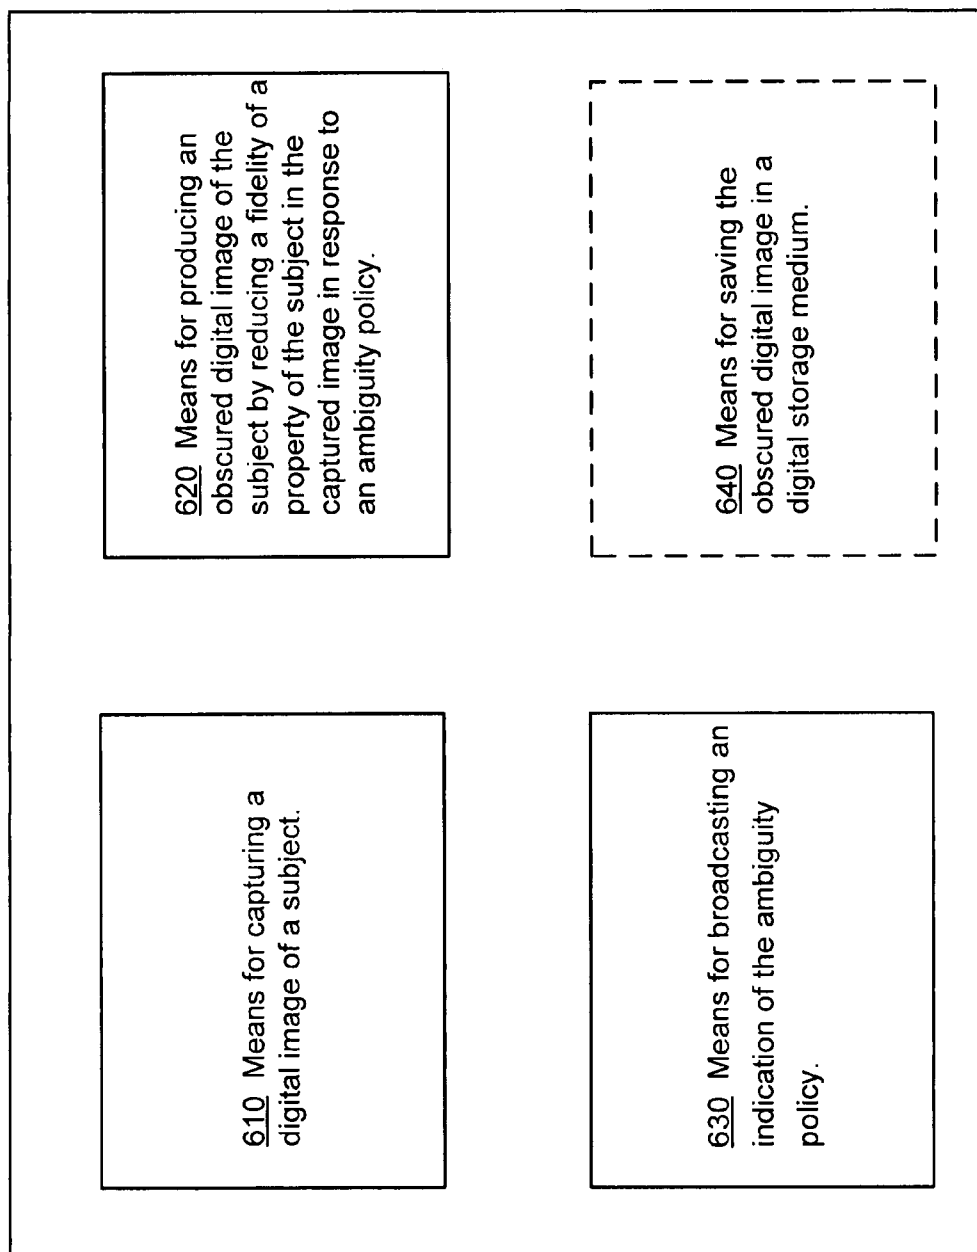 610 Means for capturing a
digital image of a subject.
620 Means for producing an
obscured digital image of the
subject by reducing a fidelity of a
property of the subject in the
captured image in response to
an ambiguity policy.
630 Means for broadcasting an
indication of the ambiguity
policy.
640 Means for saving the
obscured digital image in a
digital storage medium.